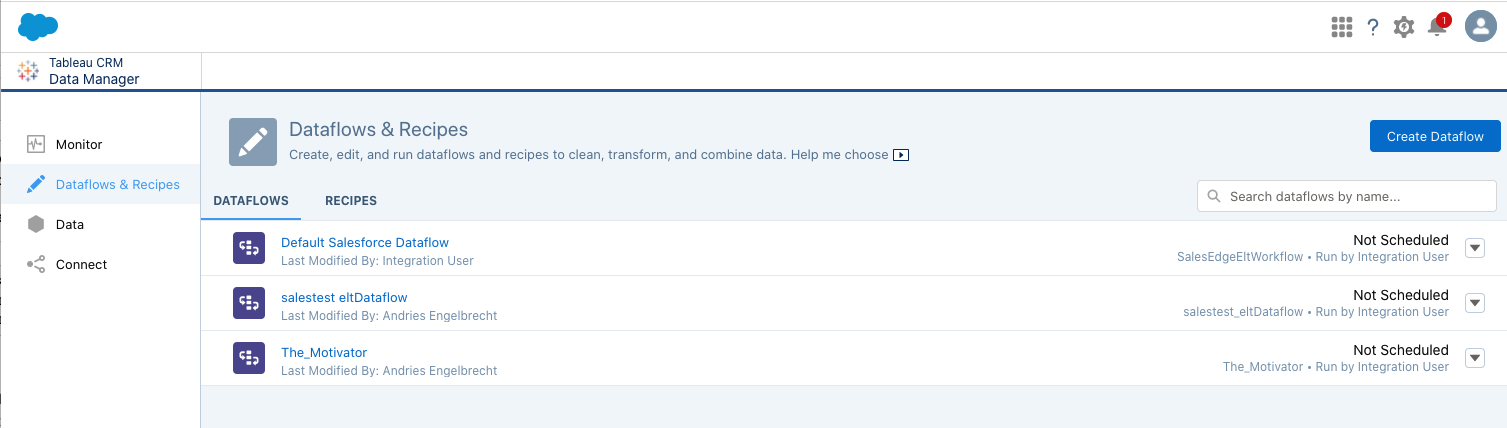 1
Tableau CRM
Data Manager
Monitor
Dataflows & Recipes
Data
Connect
Dataflows & Recipes
Create, edit, and run dataflows and recipes to clean, transform, and combine data. Help me choose
Create Dataflow
DATAFLOWS RECIPES
Search dataflows by name...
Default Salesforce Dataflow Not Scheduled
Last Modified By: Integration User SalesEdgeEltWorkflow • Run by Integration User
salestest eltDataflow Not Scheduled
Last Modified By: Andries Engelbrecht salestest_eltDataflow • Run by Integration User
The_Motivator Not Scheduled
Last Modified By: Andries Engelbrecht The_Motivator • Run by Integration User